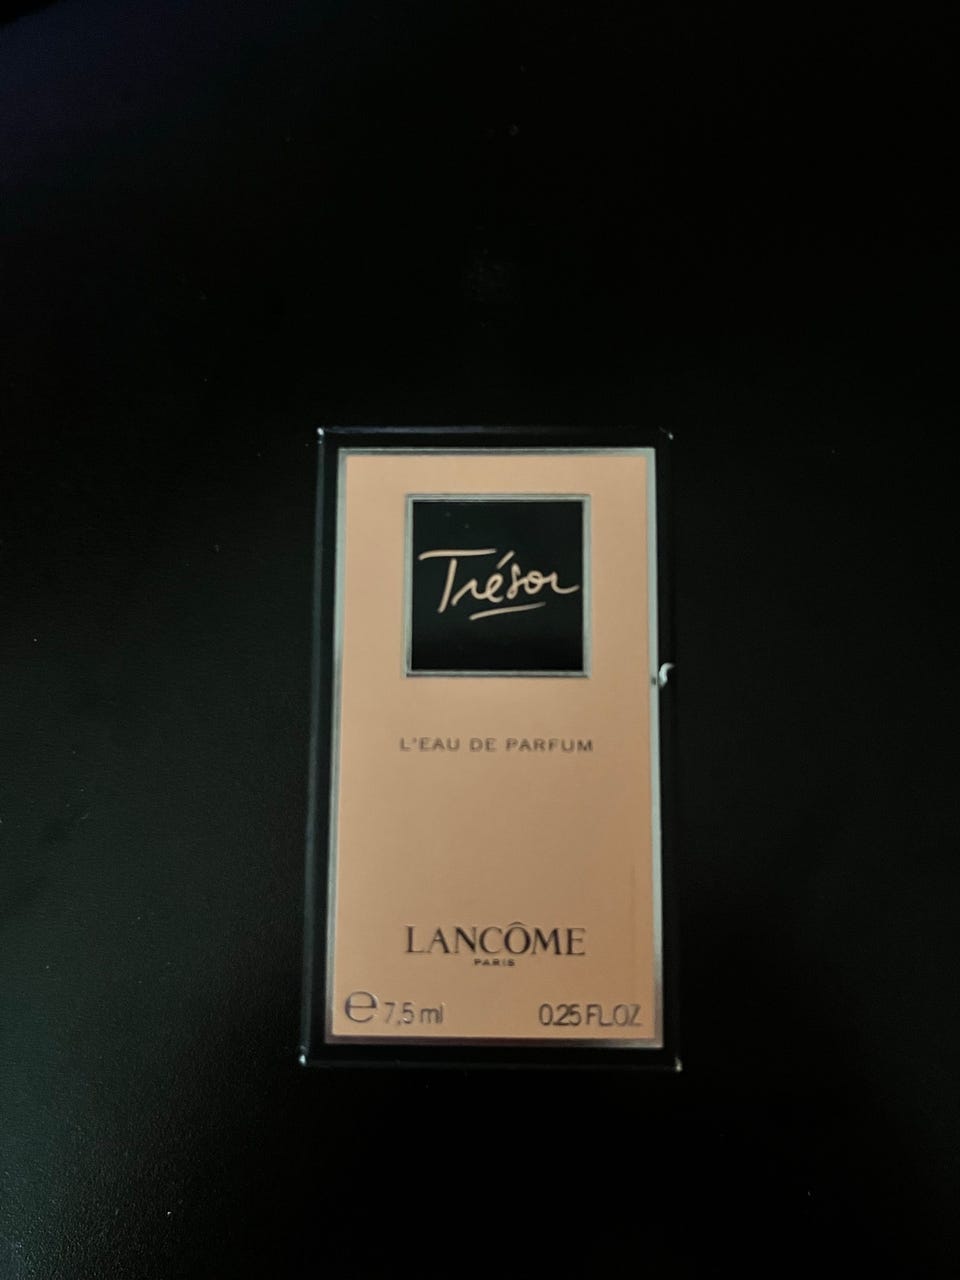 Trésor
L'EAU DE PARFUM
LANCÔME
PARIS
℮ 7,5 ml 0.25 FL.OZ